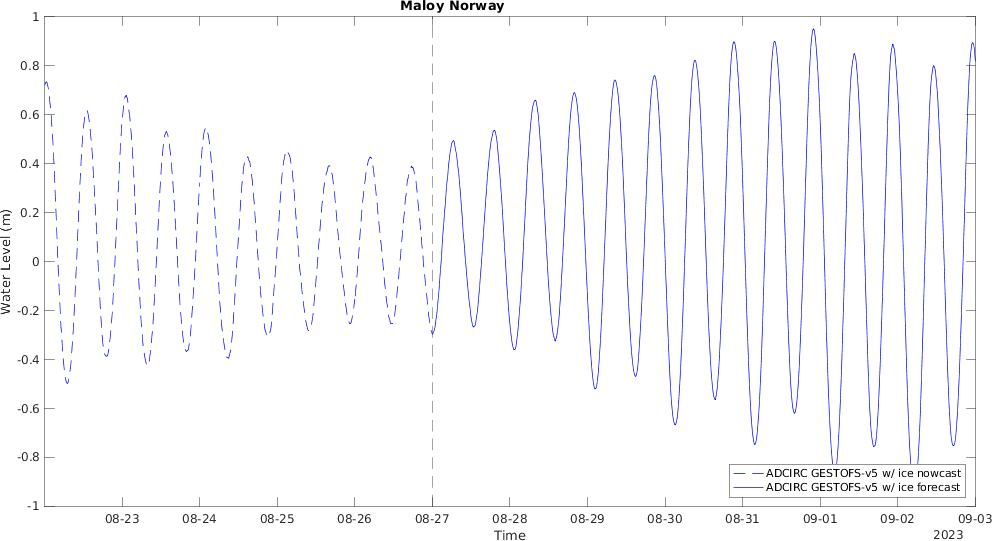 Maloy Norway
1
0.8
0.6
0.4
0.2
0
-0.2
-0.4
-0.6
-0.8
-1
Water Level (m)
ADCIRC GESTOFS-v5 w/ ice nowcast
ADCIRC GESTOFS-v5 w/ ice forecast
08-23 08-24 08-25 08-26 08-27 08-28 08-29 08-30 08-31 09-01 09-02 09-03
Time
2023